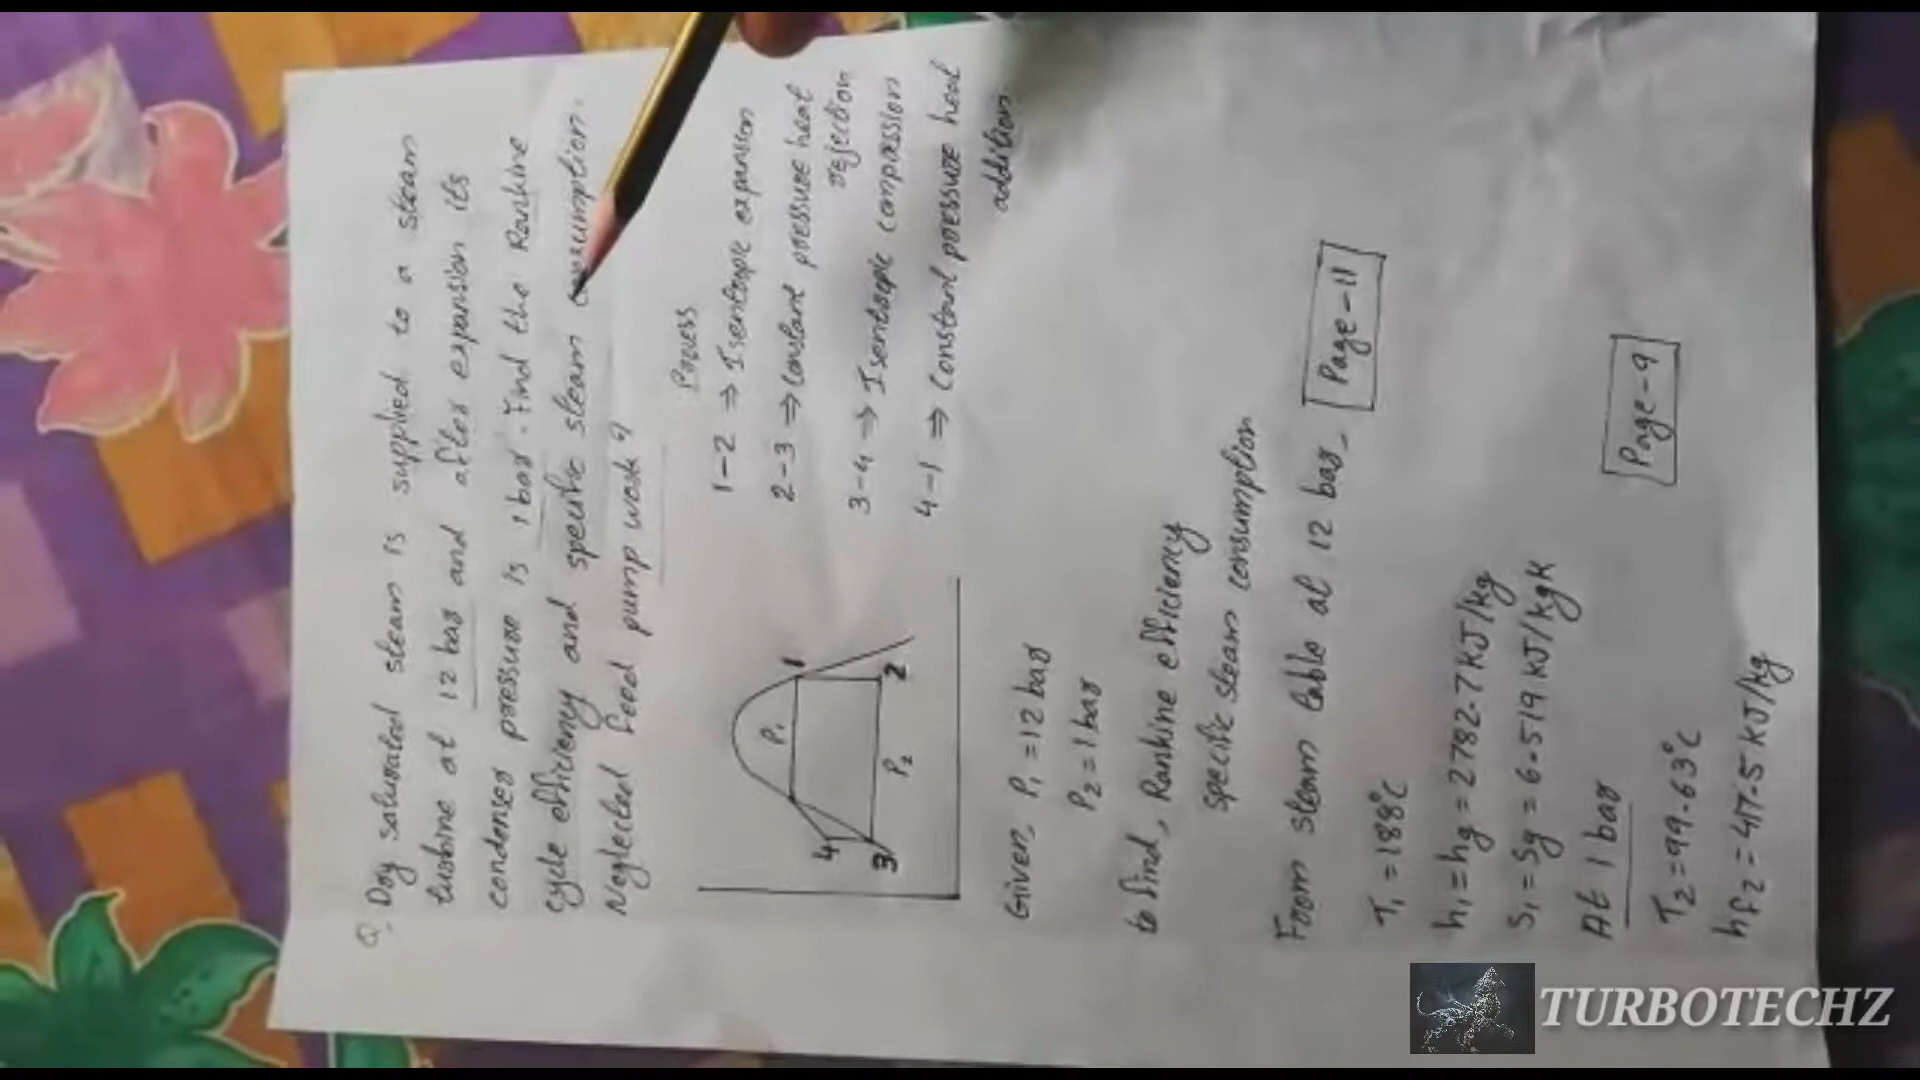 Q, Dry saturated steam is supplied to a steam
turbine at 12 bar and after expansion its
condenser pressure is 1 bar. Find the Rankine
cycle efficiency and specific steam consumption.
Neglected feed pump work?
Process
1-2 ⇒ Isentropic expansion
2-3 ⇒ Constant pressure heat
rejection
3-4 → Isentropic compression
4-1 ⇒ Constant pressure heat
addition.
P1
1
4
P2
3
2
Given, P1 = 12 bar
P2 = 1 bar
to find, Rankine efficiency
specific steam consumption
From steam table at 12 bar, Page-11
T1 = 188°C
h1 = hg = 2782.7 KJ/kg
S1 = Sg = 6.519 KJ/kgK
At 1 bar
Page-9
T2 = 99.63°C
hf2 = 417.5 KJ/kg
TURBOTECHZ